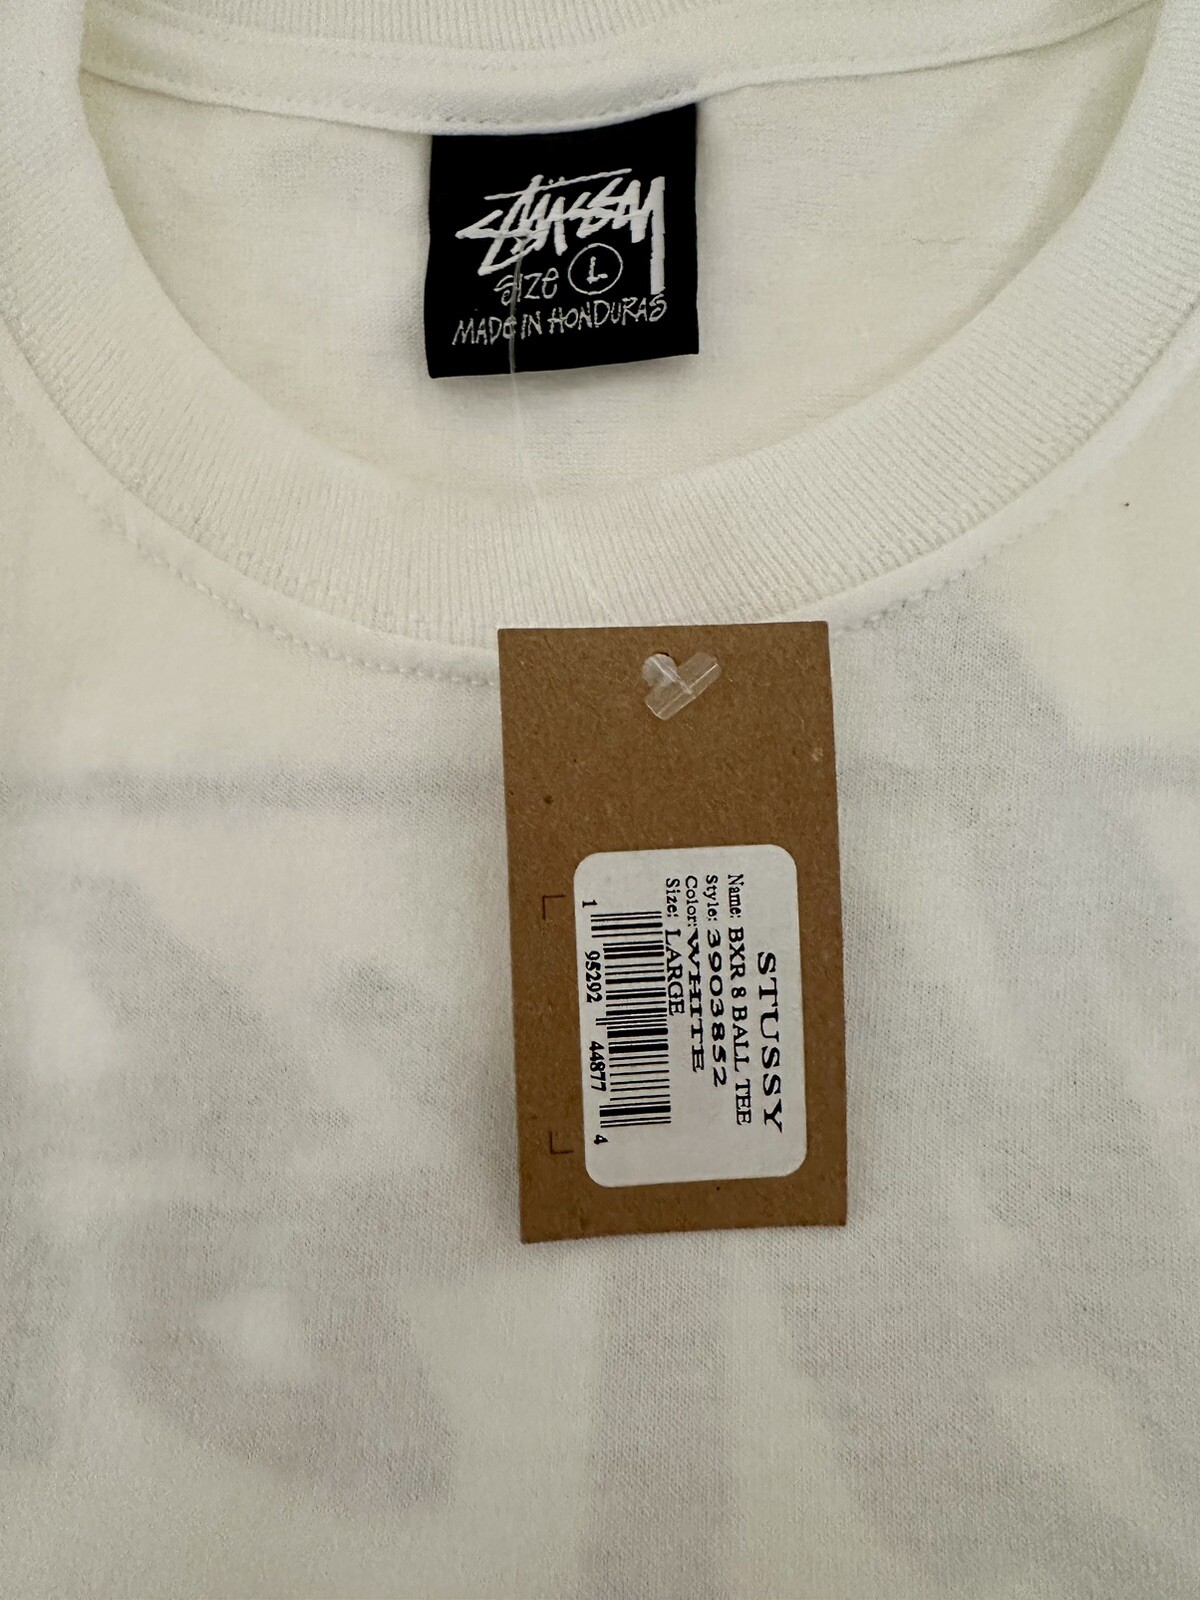 STÜSSY
SIZE L
MADE IN HONDURAS
STUSSY
Name: BXR 8 BALL TEE
Style: 3903852
Color: WHITE
Size: LARGE
1 95292 44877 4